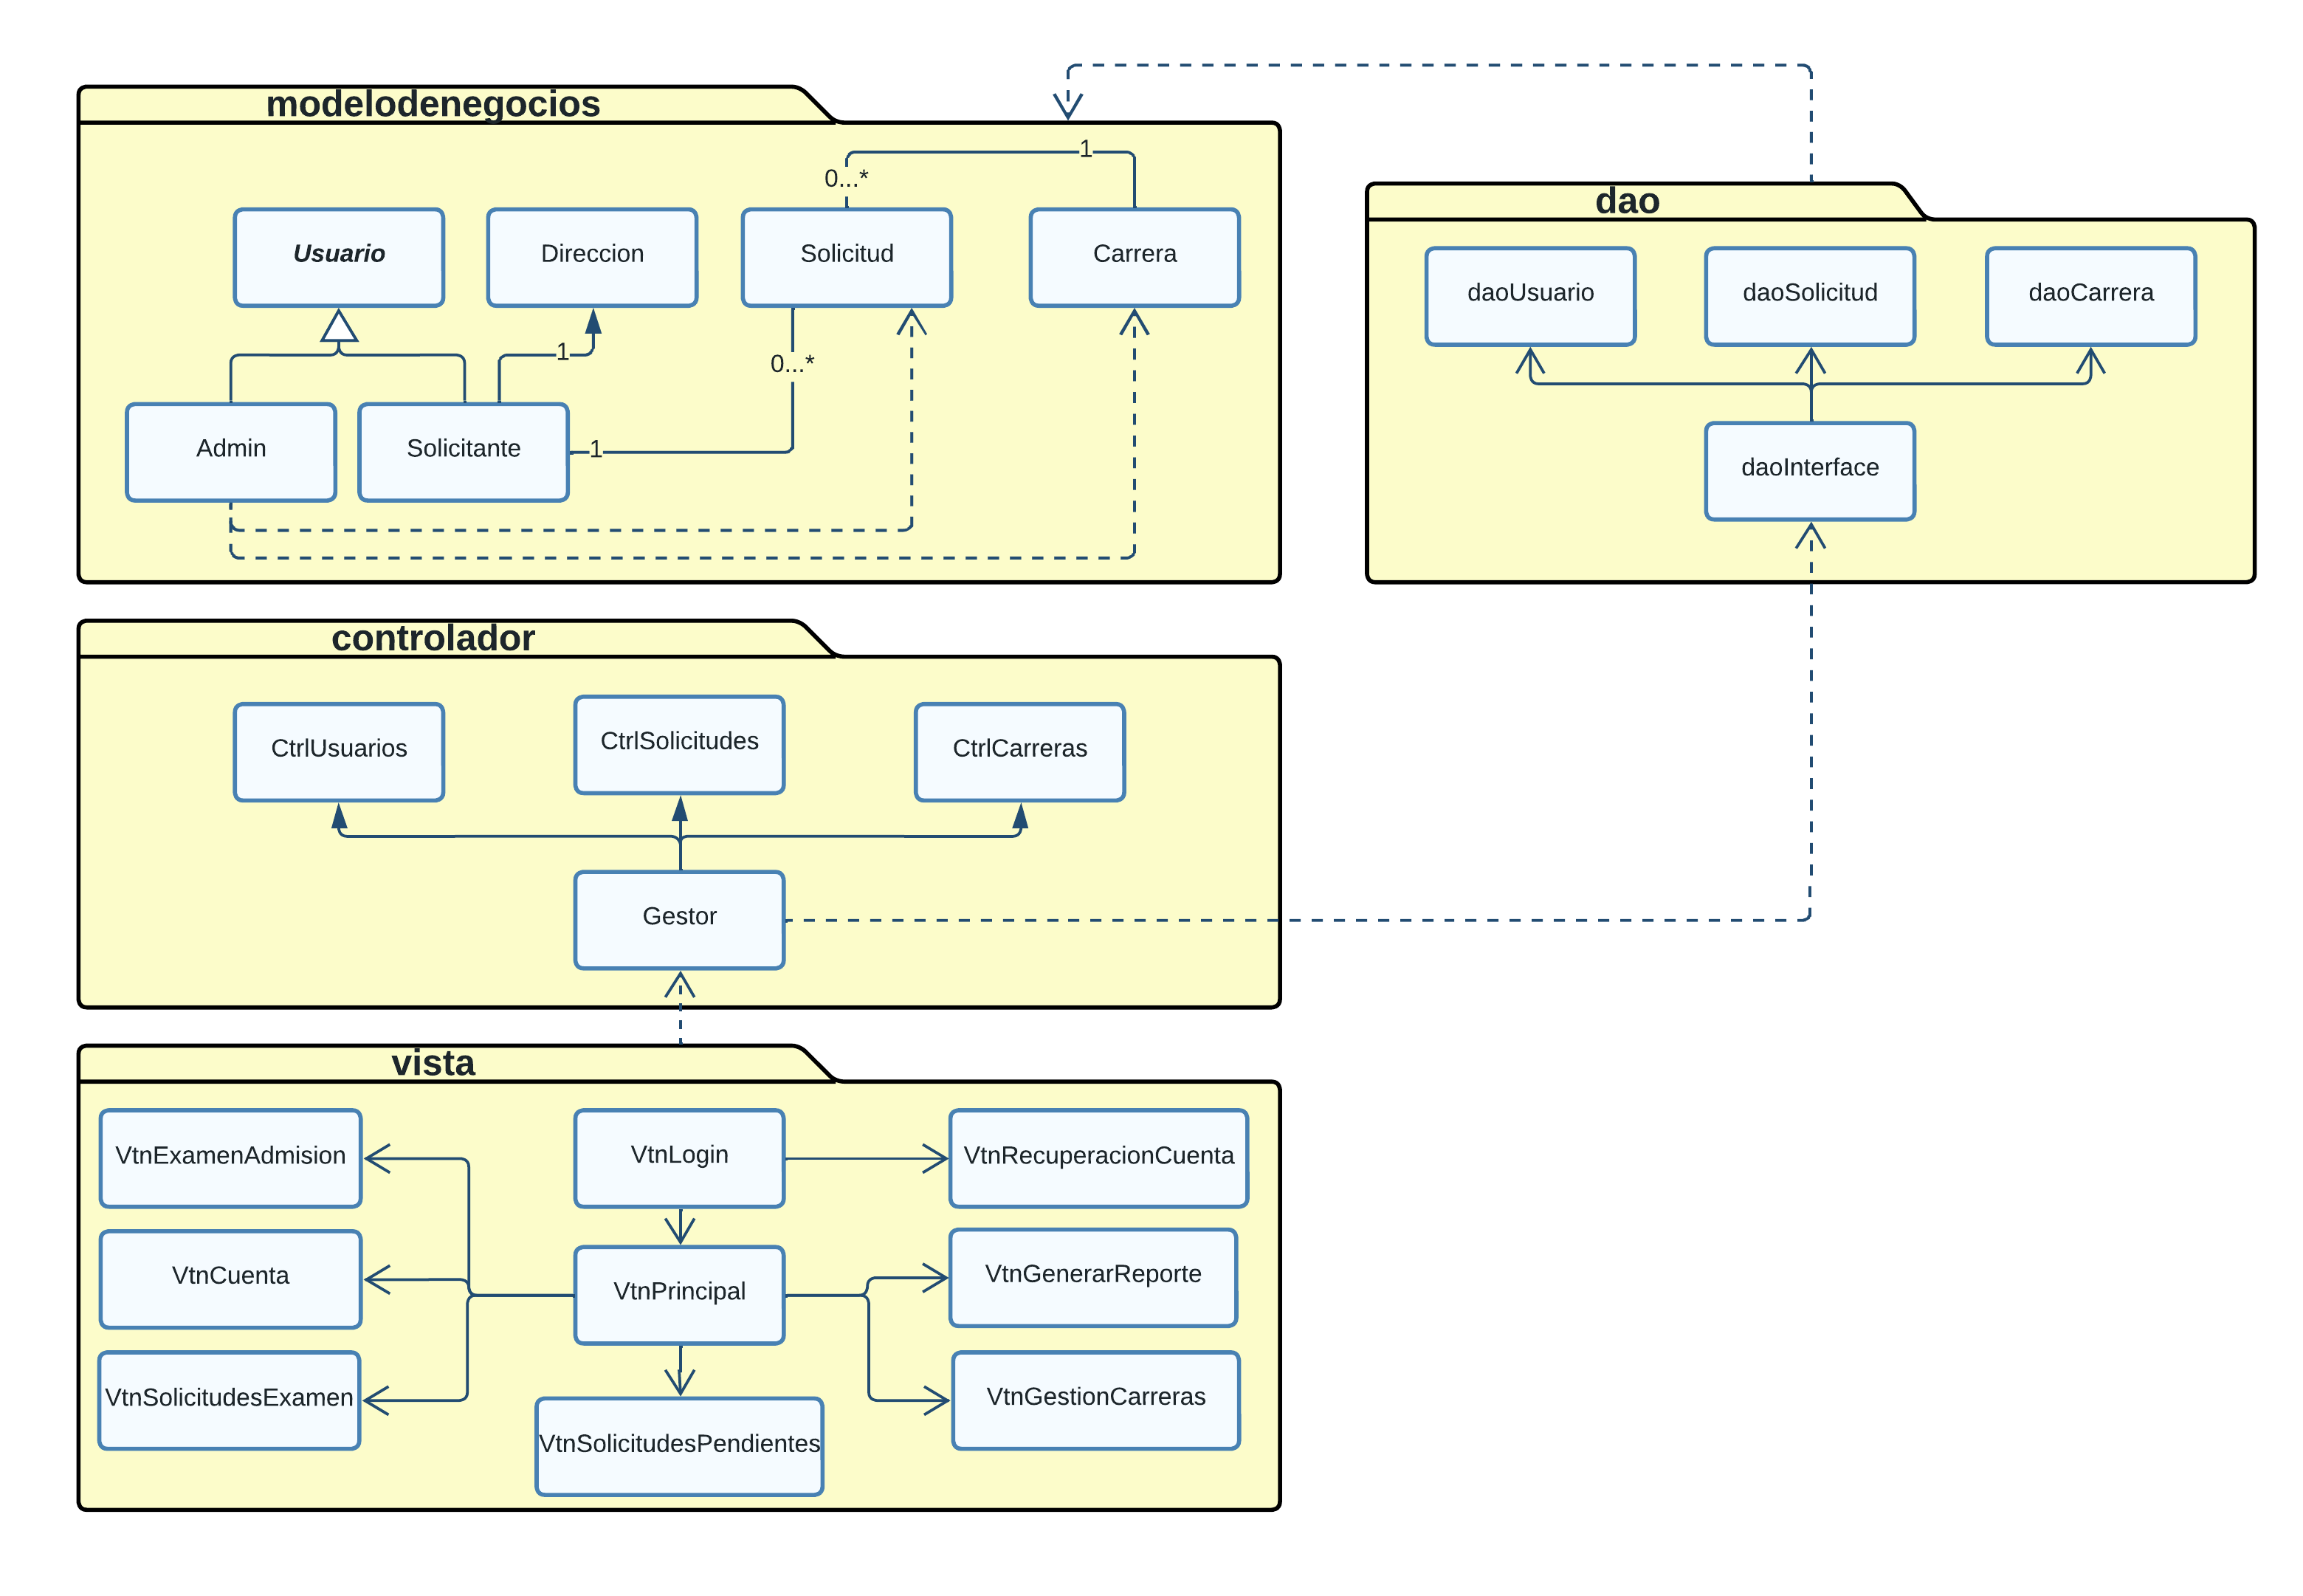 modelodenegocios
1
0...*
Usuario
Direccion
Solicitud
Carrera
1
0...*
Admin
Solicitante
1
dao
daoUsuario
daoSolicitud
daoCarrera
daoInterface
controlador
CtrlUsuarios
CtrlSolicitudes
CtrlCarreras
Gestor
vista
VtnExamenAdmision
VtnLogin
VtnRecuperacionCuenta
VtnCuenta
VtnPrincipal
VtnGenerarReporte
VtnSolicitudesExamen
VtnGestionCarreras
VtnSolicitudesPendientes